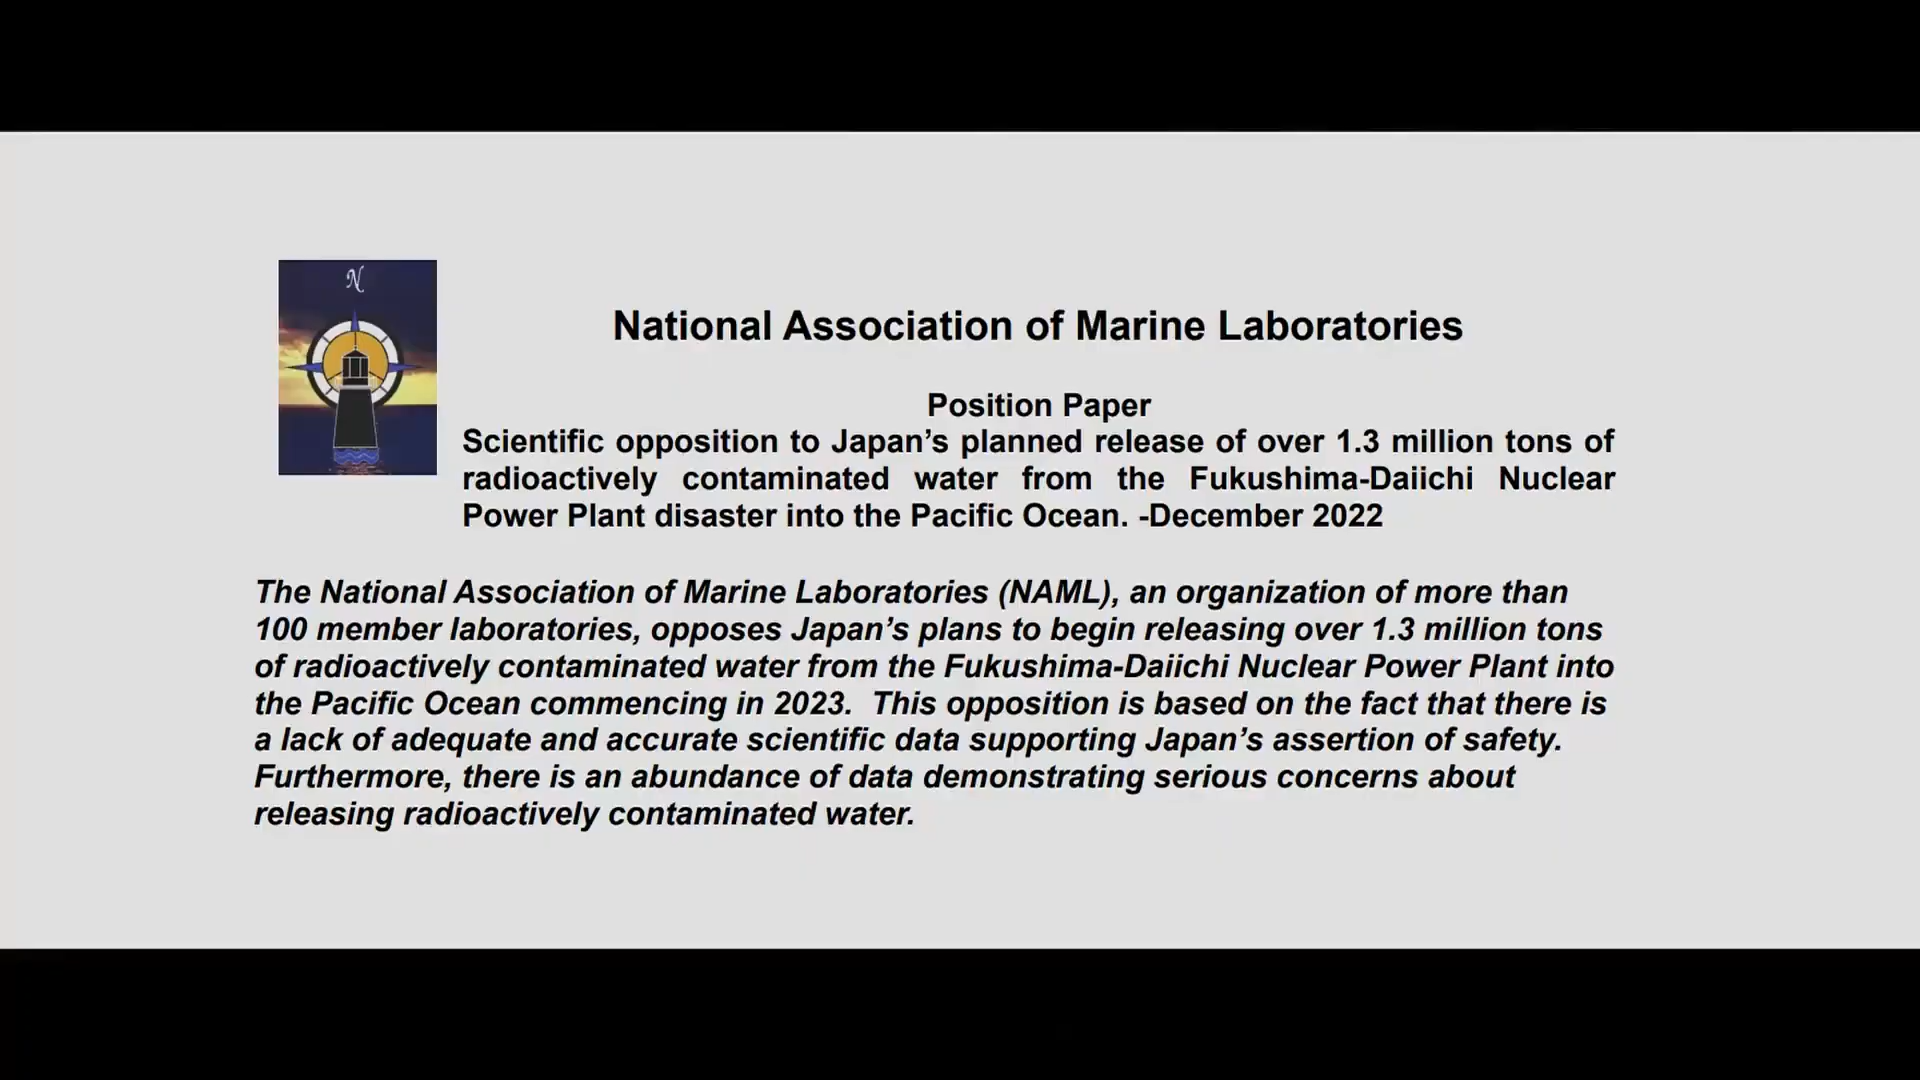 N
National Association of Marine Laboratories
Position Paper
Scientific opposition to Japan’s planned release of over 1.3 million tons of
radioactively contaminated water from the Fukushima-Daiichi Nuclear
Power Plant disaster into the Pacific Ocean. -December 2022
The National Association of Marine Laboratories (NAML), an organization of more than
100 member laboratories, opposes Japan’s plans to begin releasing over 1.3 million tons
of radioactively contaminated water from the Fukushima-Daiichi Nuclear Power Plant into
the Pacific Ocean commencing in 2023.  This opposition is based on the fact that there is
a lack of adequate and accurate scientific data supporting Japan’s assertion of safety.
Furthermore, there is an abundance of data demonstrating serious concerns about
releasing radioactively contaminated water.